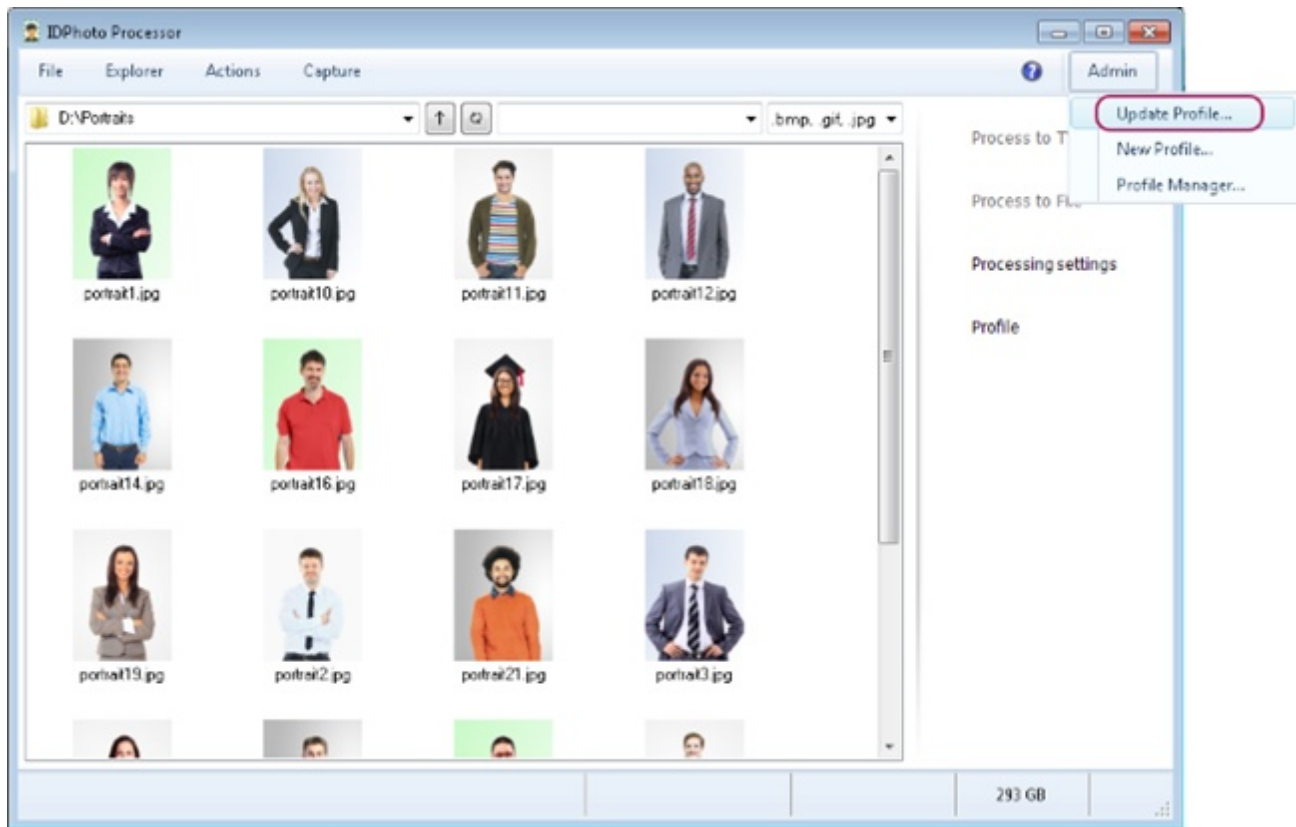 IDPhoto Processor
File Explorer Actions Capture Admin
D:\Portraits .bmp, .gif, .jpg
Update Profile...
New Profile...
Profile Manager...
Process to T
Process to
Processing settings
Profile
portrait1.jpg portrait10.jpg portrait11.jpg portrait12.jpg
portrait14.jpg portrait16.jpg portrait17.jpg portrait18.jpg
portrait19.jpg portrait2.jpg portrait21.jpg portrait3.jpg
293 GB